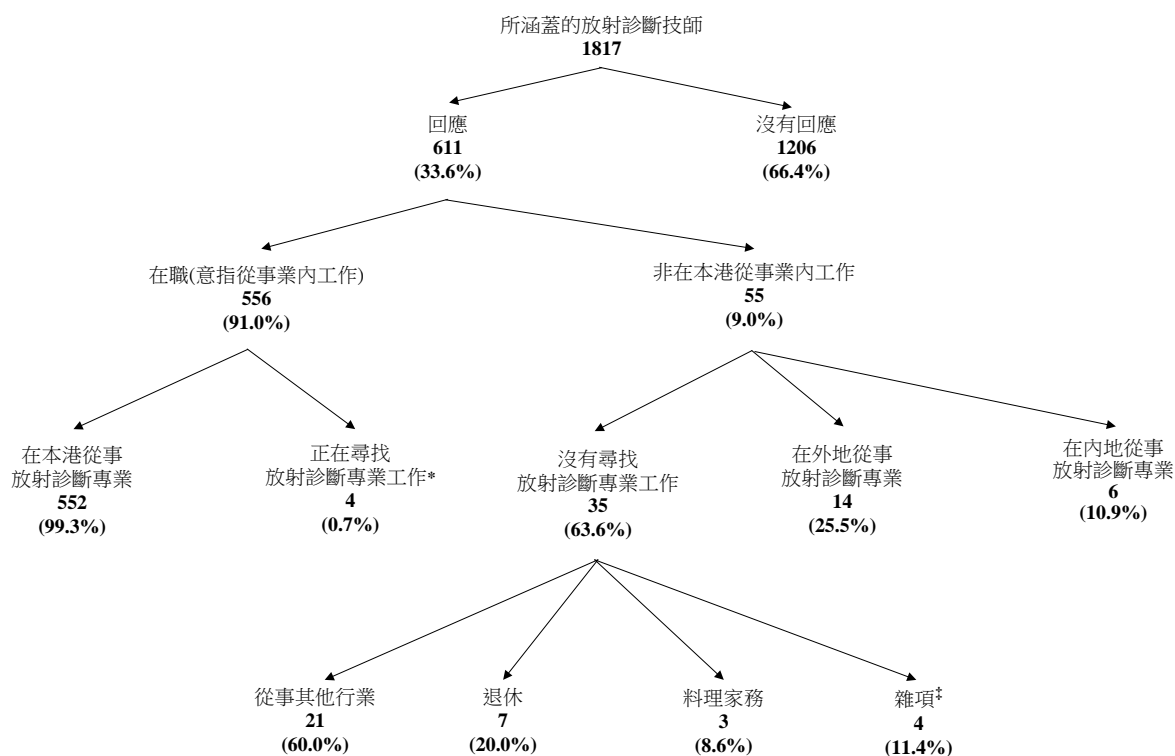 所涵蓋的放射診斷技師
1817
回應
611
(33.6%)
沒有回應
1206
(66.4%)
在職(意指從事業內工作)
556
(91.0%)
非在本港從事業內工作
55
(9.0%)
在本港從事
放射診斷專業
552
(99.3%)
正在尋找
放射診斷專業工作*
4
(0.7%)
沒有尋找
放射診斷專業工作
35
(63.6%)
在外地從事
放射診斷專業
14
(25.5%)
在內地從事
放射診斷專業
6
(10.9%)
從事其他行業
21
(60.0%)
退休
7
(20.0%)
料理家務
3
(8.6%)
雜項‡
4
(11.4%)